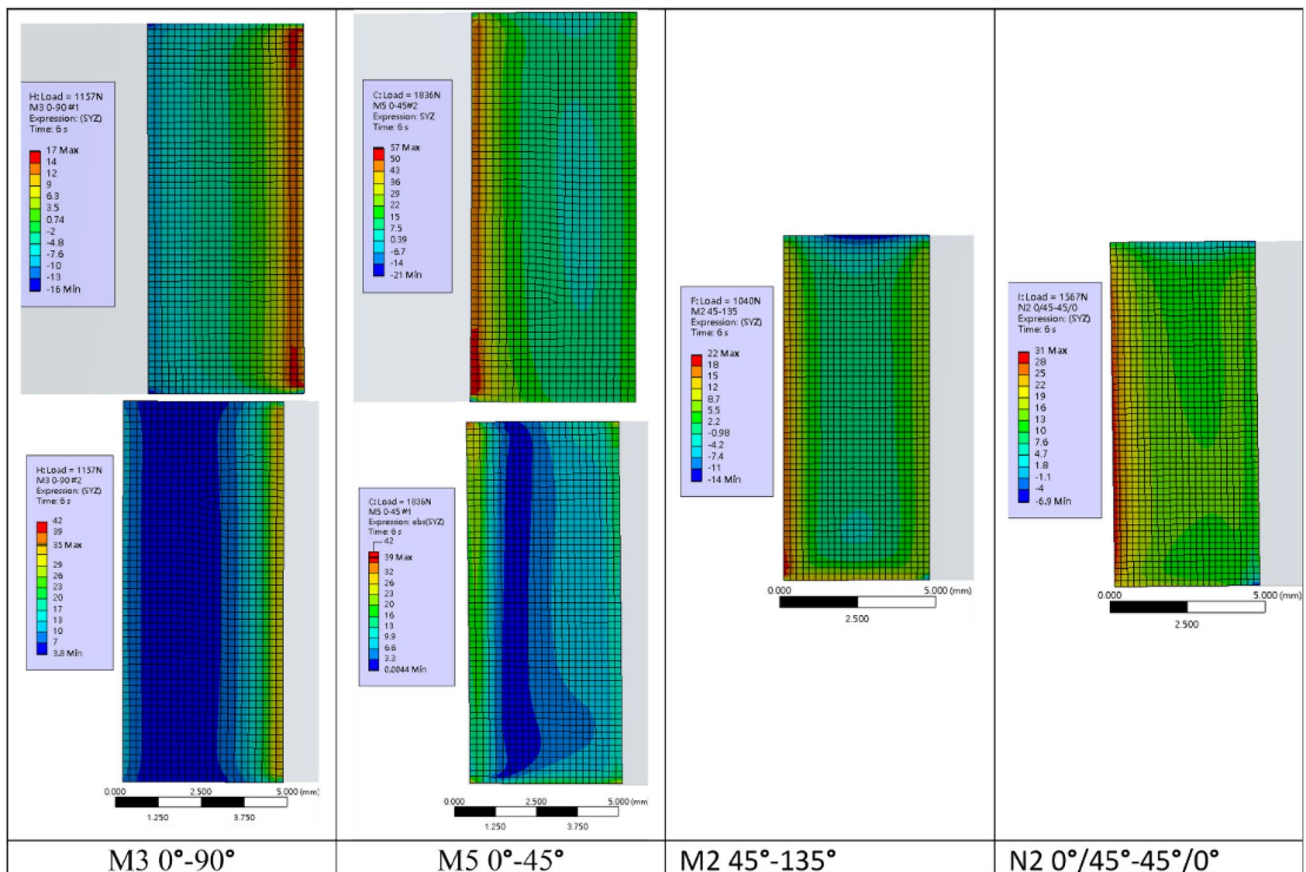 H: Load = 1157N
M3 0-90 #1
Expression: (SYZ)
Time: 6 s
17 Max
14
12
9
6.3
3.5
0.74
-2
-4.8
-7.6
-10
-13
-16 Min
H: Load = 1157N
M3 0-90 #2
Expression: (SYZ)
Time: 6 s
42
39
35 Max
29
26
23
20
17
13
10
7
3.8 Min
0.000
5.000 (mm)
1.250
3.750
C: Load = 1836N
M5 0-45#2
Expression: SYZ
Time: 6 s
57 Max
50
43
36
29
22
15
7.5
0.39
-6.7
-14
-21 Min
C: Load = 1836N
M5 0-45 #1
Expression: abs(SYZ)
Time: 6 s
42
39 Max
32
26
23
20
16
13
9.9
6.6
3.3
0.0044 Min
0.000
2.500
5.000 (mm)
1.250
3.750
F: Load = 1040N
M2 45-135
Expression: (SYZ)
Time: 6 s
22 Max
18
15
12
8.7
5.5
2.2
-0.98
-4.2
-7.4
-11
-14 Min
0.000
5.000 (mm)
2.500
I: Load = 1567N
N2 0/45-45/0
Expression: (SYZ)
Time: 6 s
31 Max
28
25
22
19
16
13
10
7.6
4.7
1.8
-1.1
-4
-6.9 Min
0.000
5.000 (mm)
2.500
M3 0°-90°
M5 0°-45°
M2 45°-135°
N2 0°/45°-45°/0°